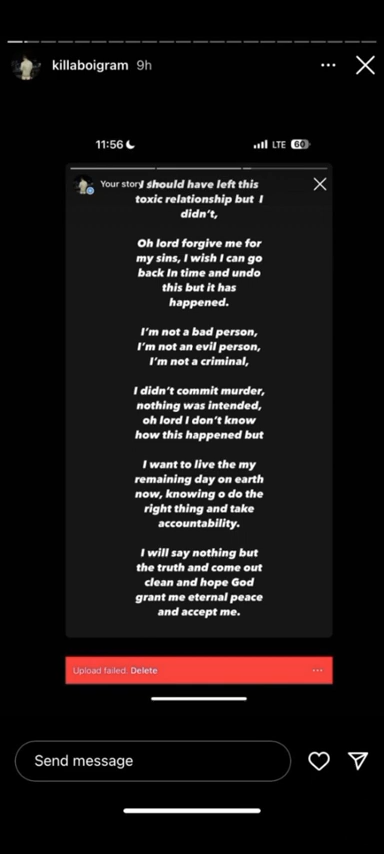 killaboigram 9h
11:56
LTE 60
Your story
I should have left this
toxic relationship but I
didn't,
Oh lord forgive me for
my sins, I wish I can go
back In time and undo
this but it has
happened.
I'm not a bad person,
I'm not an evil person,
I'm not a criminal,
I didn't commit murder,
nothing was intended,
oh lord I don't know
how this happened but
I want to live the my
remaining day on earth
now, knowing o do the
right thing and take
accountability.
I will say nothing but
the truth and come out
clean and hope God
grant me eternal peace
and accept me.
Upload failed. Delete
Send message